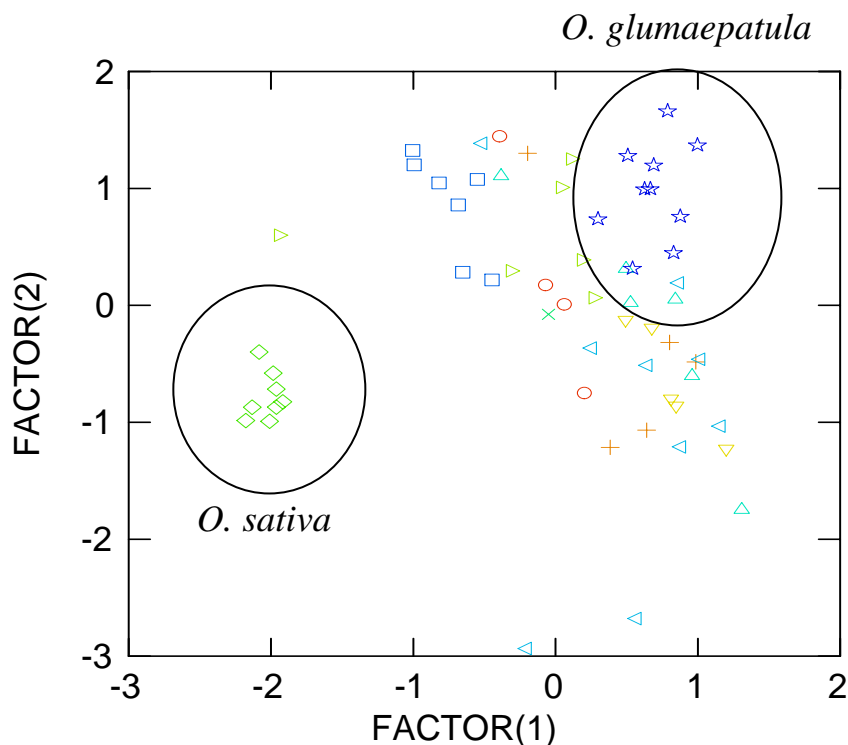 O. glumaepatula
2
1
0
-1
-2
-3
FACTOR(2)
O. sativa
-3 -2 -1 0 1 2
FACTOR(1)